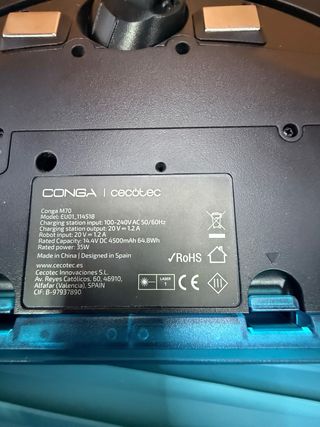 CONGA | cecotec
Conga M70
Model: EU01_114518
Charging station input: 100-240V AC 50/60Hz
Charging station output: 20 V ⎓ 1.2 A
Robot input: 20 V ⎓ 1.2 A
Rated Capacity: 14.4V DC 4500mAh 64.8Wh
Rated power: 35W
Made in China | Designed in Spain
www.cecotec.es
Cecotec Innovaciones S.L.
Av. Reyes Católicos, 60, 46910,
Alfafar (Valencia), SPAIN
CIF: B-97937890
✓RoHS
LASER
1
CE